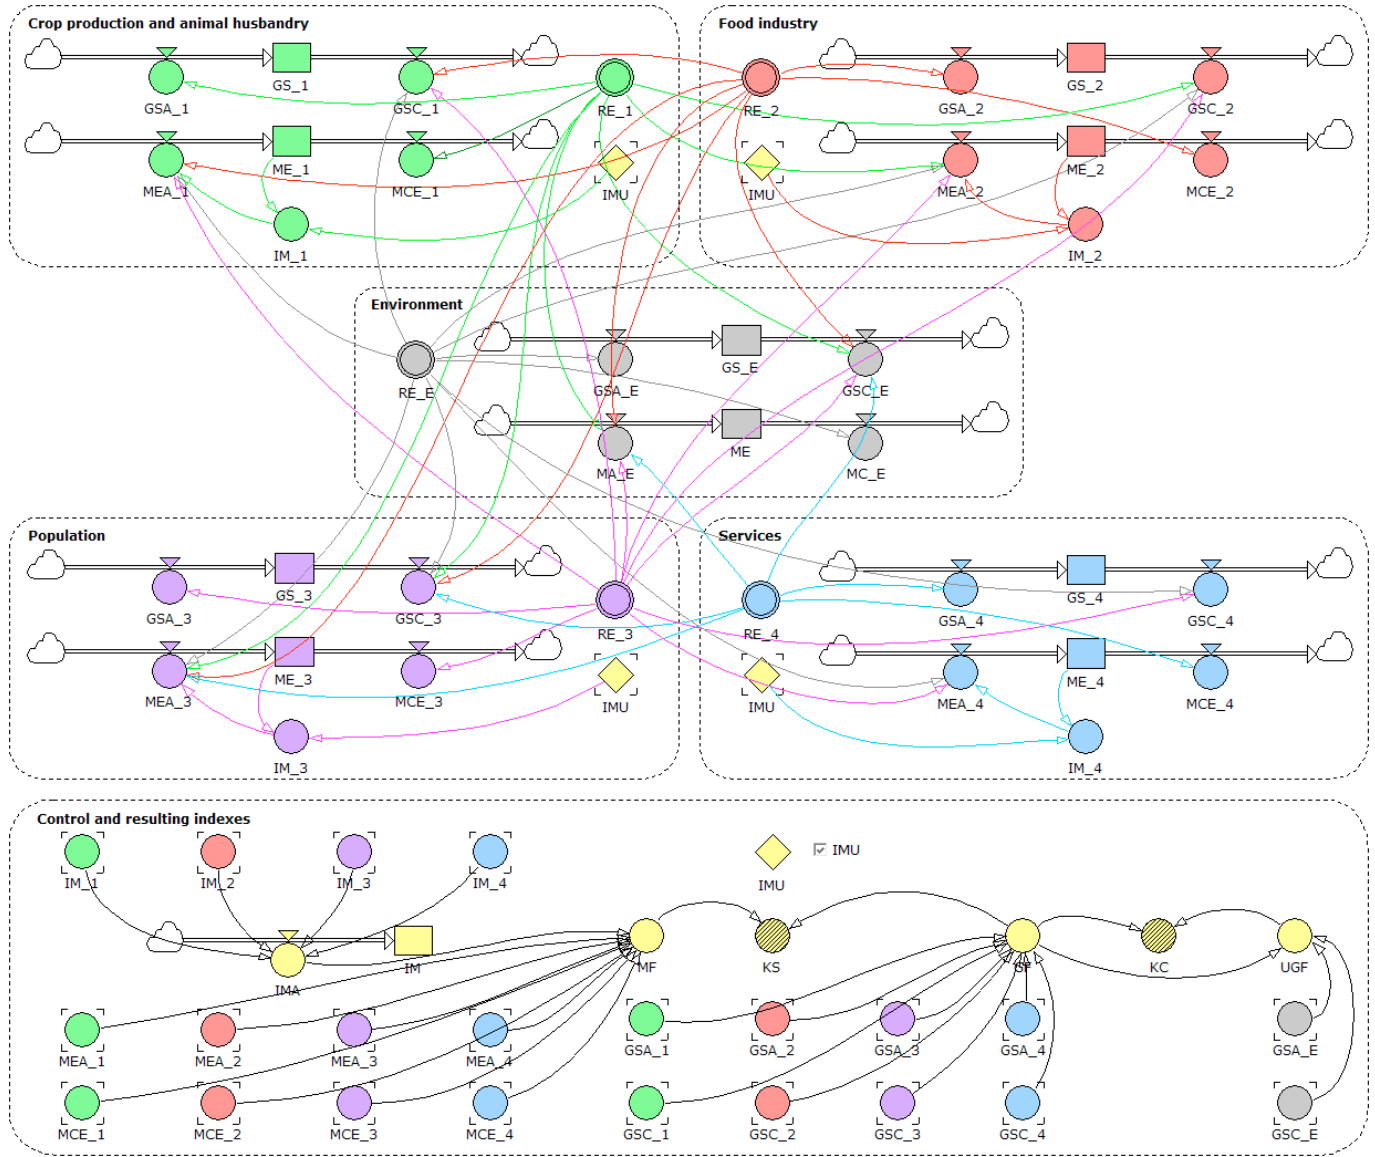 Crop production and animal husbandry
GSA_1
GS_1
GSC_1
RE_1
MEA_1
ME_1
MCE_1
IMU
IM_1
Food industry
RE_2
GSA_2
GS_2
GSC_2
IMU
MEA_2
ME_2
MCE_2
IM_2
Environment
RE_E
GSA_E
GS_E
GSC_E
MA_E
ME
MC_E
Population
GSA_3
GS_3
GSC_3
RE_3
MEA_3
ME_3
MCE_3
IMU
IM_3
Services
RE_4
GSA_4
GS_4
GSC_4
IMU
MEA_4
ME_4
MCE_4
IM_4
Control and resulting indexes
IM_1
IM_2
IM_3
IM_4
IMU
IMU
IMA
IM
MF
KS
GF
KC
UGF
MEA_1
MEA_2
MEA_3
MEA_4
GSA_1
GSA_2
GSA_3
GSA_4
GSA_E
MCE_1
MCE_2
MCE_3
MCE_4
GSC_1
GSC_2
GSC_3
GSC_4
GSC_E